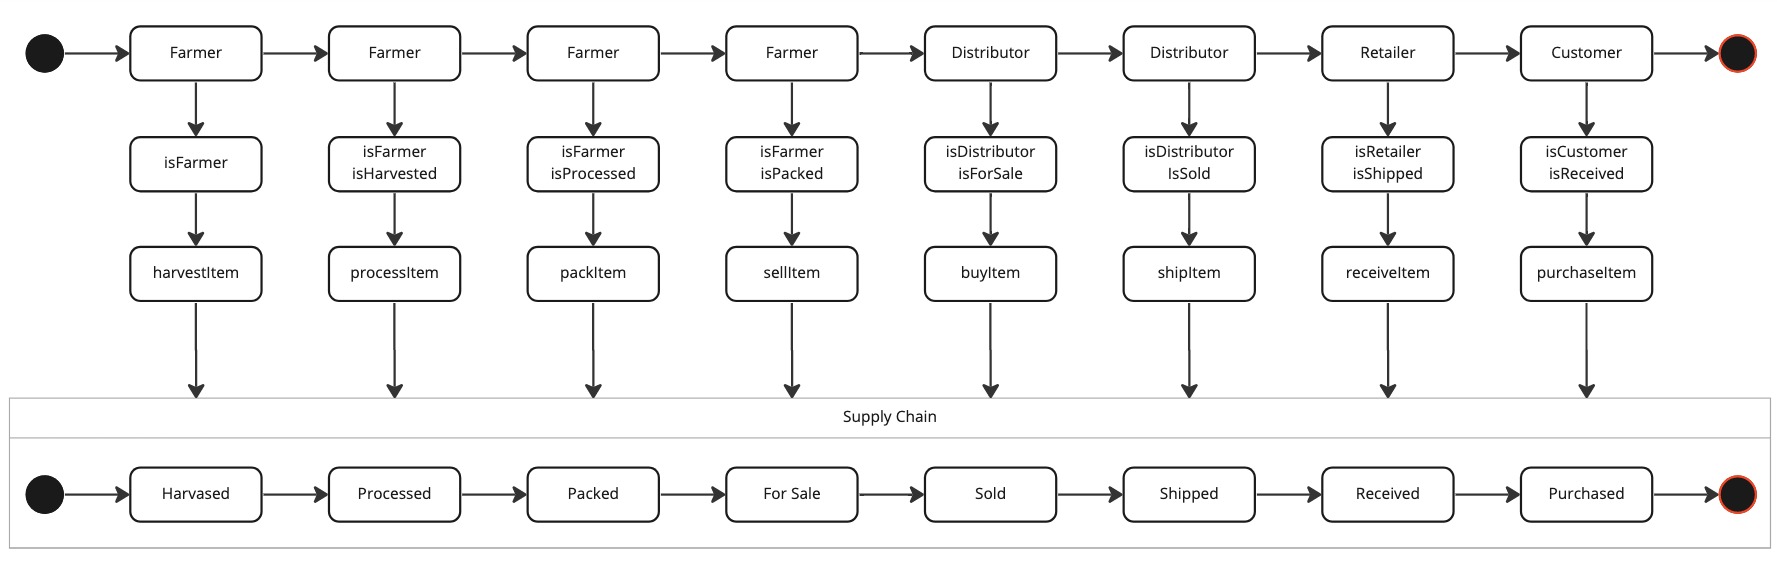 Farmer
Farmer
Farmer
Farmer
Distributor
Distributor
Retailer
Customer
isFarmer
isFarmer
isHarvested
isFarmer
isProcessed
isFarmer
isPacked
isDistributor
isForSale
isDistributor
IsSold
isRetailer
isShipped
isCustomer
isReceived
harvestItem
processItem
packItem
sellItem
buyItem
shipItem
receiveItem
purchaseItem
Supply Chain
Harvased
Processed
Packed
For Sale
Sold
Shipped
Received
Purchased